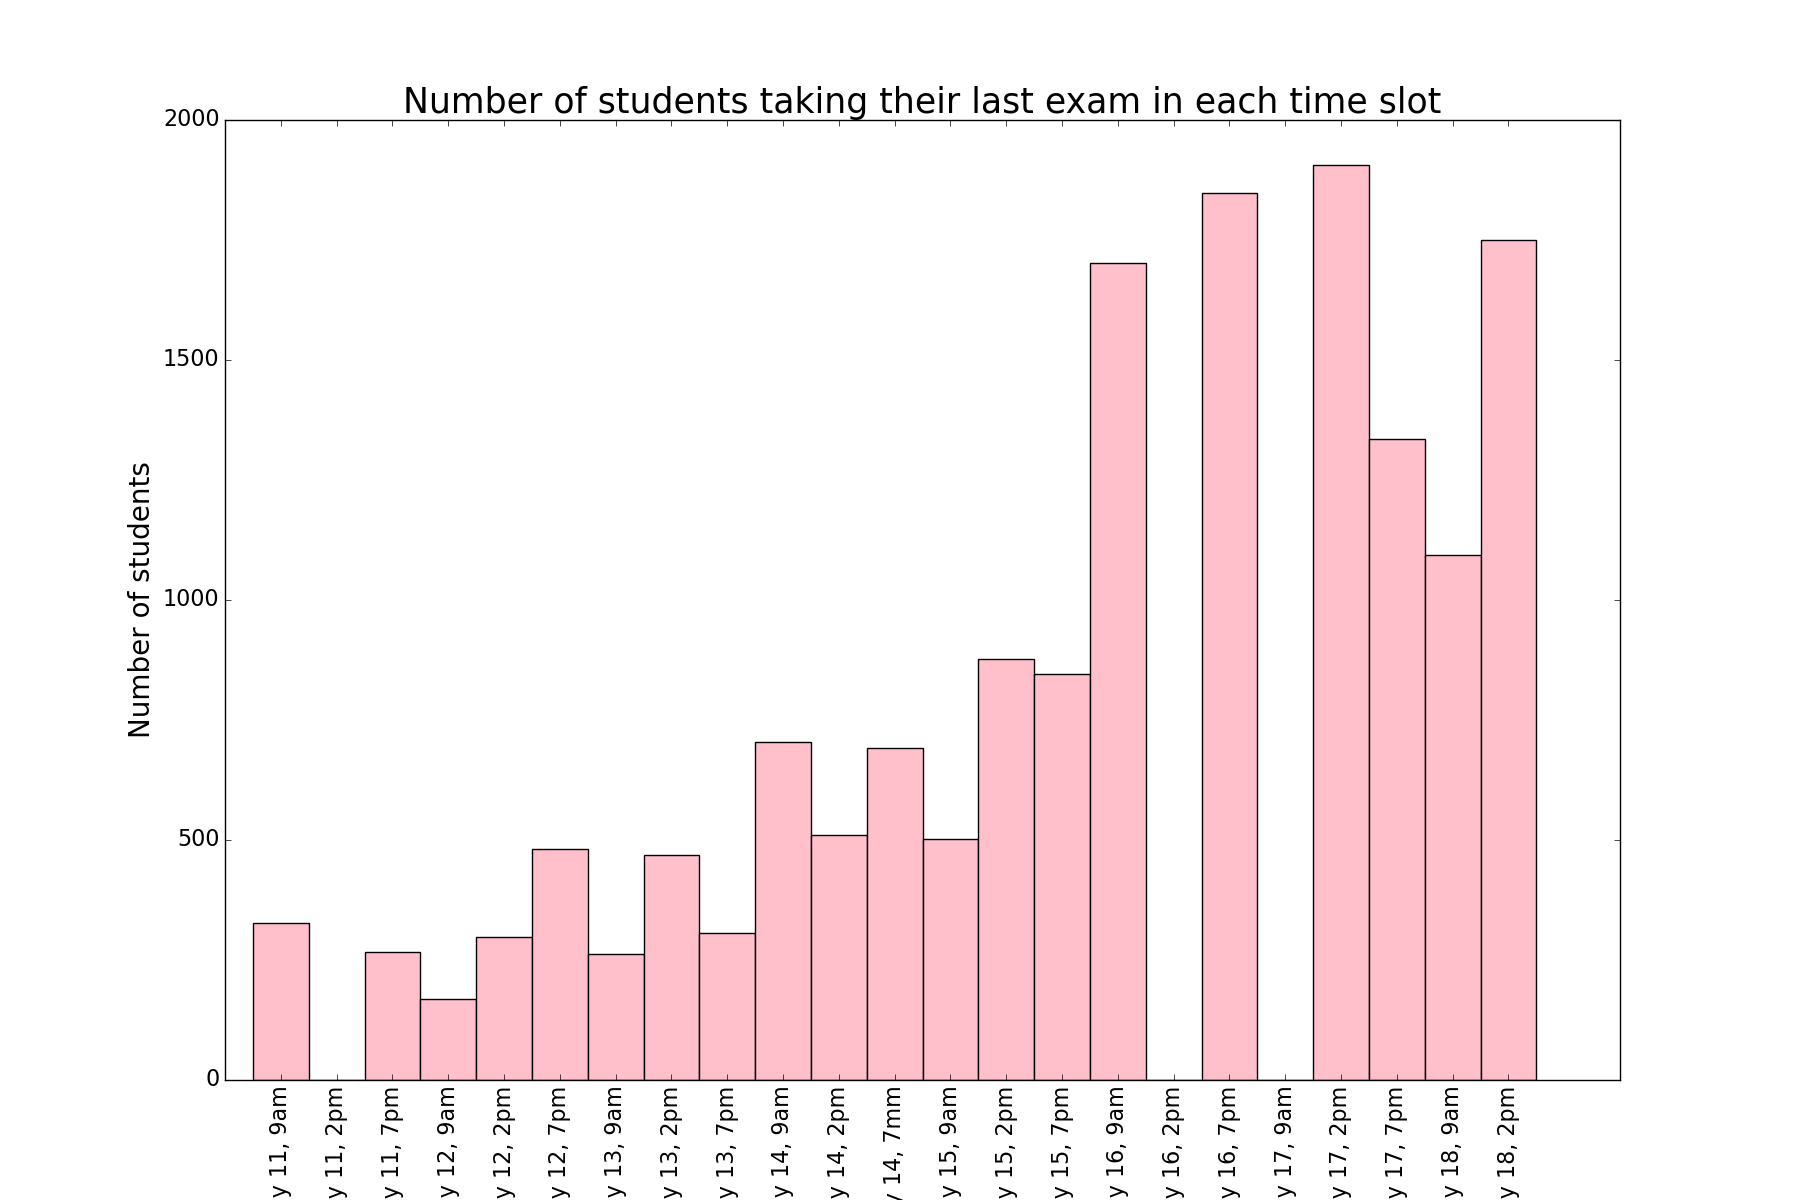 Number of students taking their last exam in each time slot
2000
1500
1000
500
0
Number of students
y 11, 9am
y 11, 2pm
y 11, 7pm
y 12, 9am
y 12, 2pm
y 12, 7pm
y 13, 9am
y 13, 2pm
y 13, 7pm
y 14, 9am
y 14, 2pm
y 14, 7mm
y 15, 9am
y 15, 2pm
y 15, 7pm
y 16, 9am
y 16, 2pm
y 16, 7pm
y 17, 9am
y 17, 2pm
y 17, 7pm
y 18, 9am
y 18, 2pm